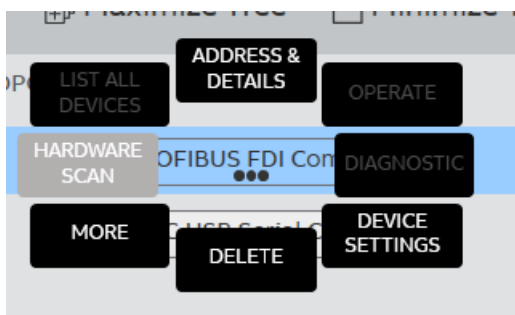 ADDRESS &
DETAILS
LIST ALL
DEVICES
OPERATE
HARDWARE
SCAN
OFIBUS FDI Com
DIAGNOSTIC
MORE
DELETE
DEVICE
SETTINGS